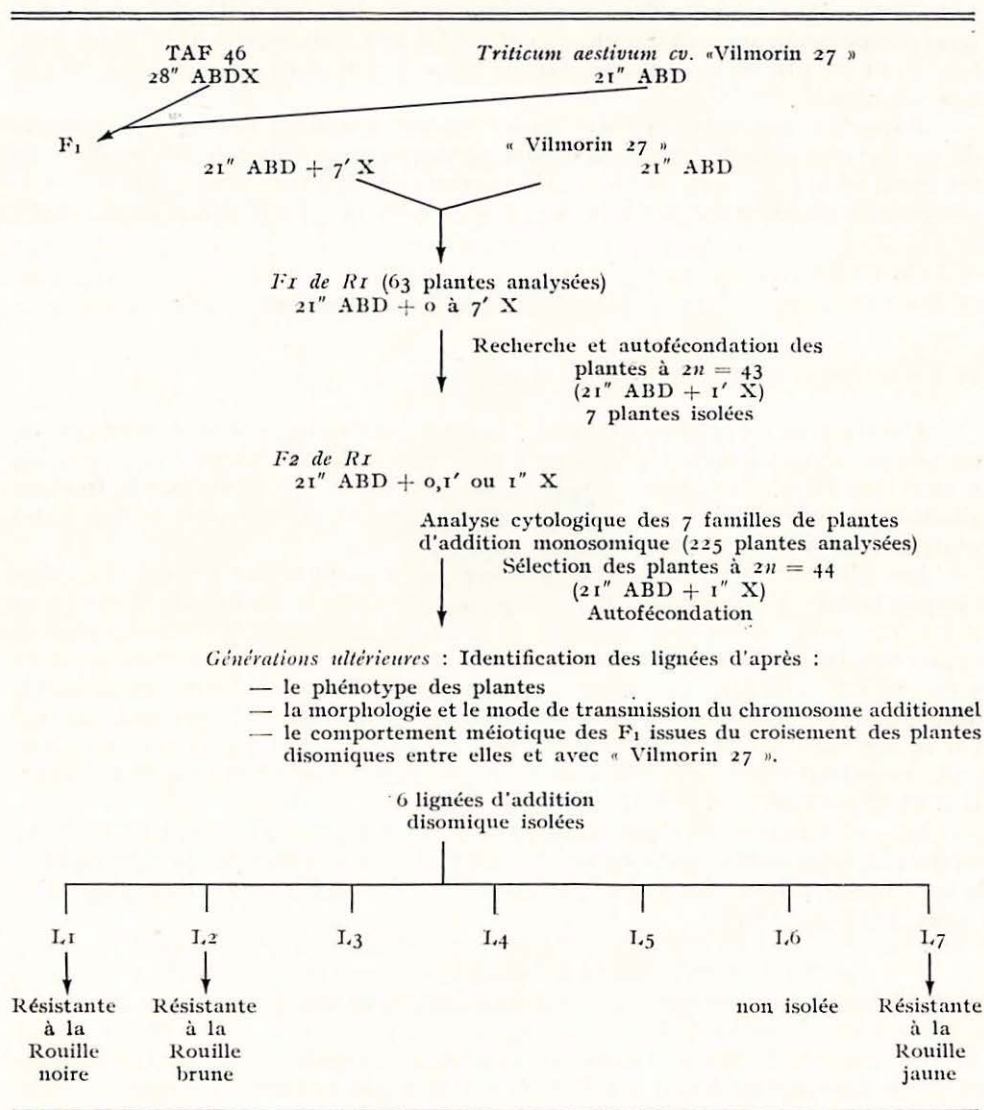 TAF 46
28″ ABDX
Triticum aestivum cv. «Vilmorin 27 »
21″ ABD
F1
21″ ABD + 7′ X
« Vilmorin 27 »
21″ ABD
F1 de R1 (63 plantes analysées)
21″ ABD + 0 à 7′ X
Recherche et autofécondation des
plantes à 2n = 43
(21″ ABD + 1′ X)
7 plantes isolées
F2 de R1
21″ ABD + 0,1′ ou 1″ X
Analyse cytologique des 7 familles de plantes
d'addition monosomique (225 plantes analysées)
Sélection des plantes à 2n = 44
(21″ ABD + 1″ X)
Autofécondation
Générations ultérieures : Identification des lignées d'après :
— le phénotype des plantes
— la morphologie et le mode de transmission du chromosome additionnel
— le comportement méiotique des F1 issues du croisement des plantes
disomiques entre elles et avec « Vilmorin 27 ».
6 lignées d'addition
disomique isolées
L1 L2 L3 L4 L5 L6 L7
Résistante
à la
Rouille
noire
Résistante
à la
Rouille
brune
non isolée
Résistante
à la
Rouille
jaune